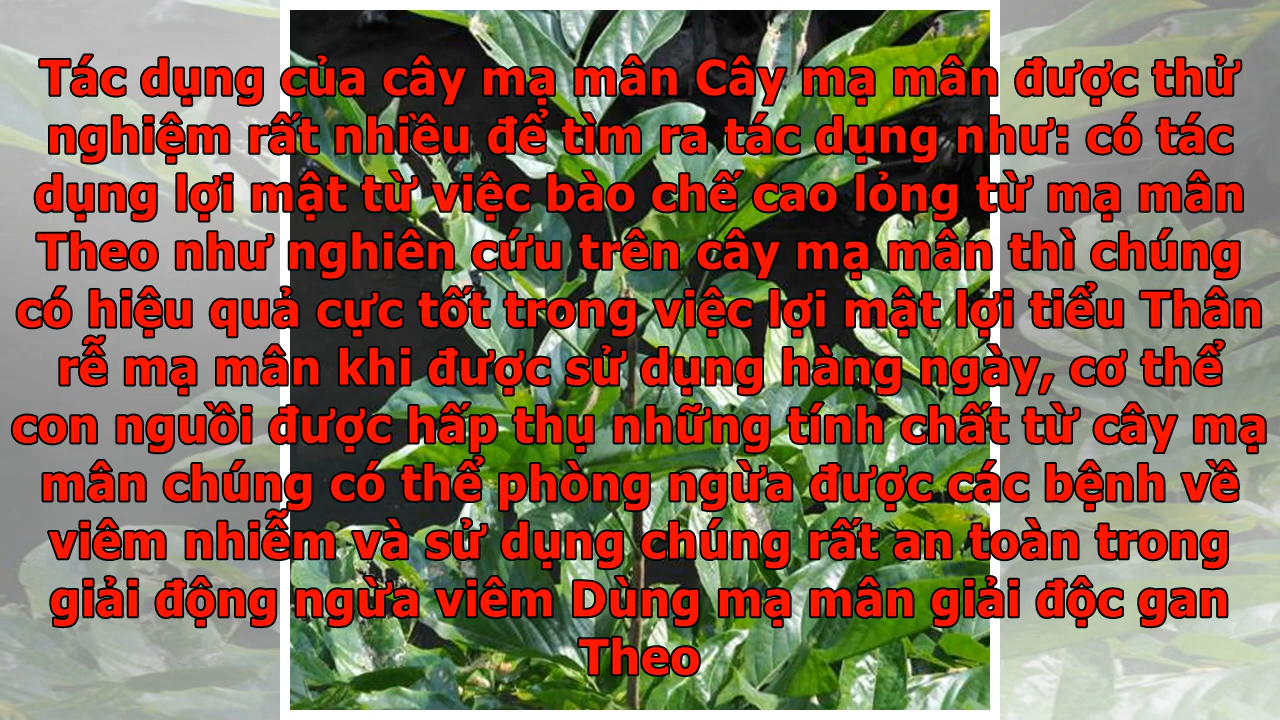 Tác dụng của cây mạ mân Cây mạ mân được thử
nghiệm rất nhiều để tìm ra tác dụng như: có tác
dụng lợi mật từ việc bào chế cao lỏng từ mạ mân
Theo như nghiên cứu trên cây mạ mân thì chúng
có hiệu quả cực tốt trong việc lợi mật lợi tiểu Thân
rễ mạ mân khi được sử dụng hàng ngày, cơ thể
con nguồi được hấp thụ những tính chất từ cây mạ
mân chúng có thể phòng ngừa được các bệnh về
viêm nhiễm và sử dụng chúng rất an toàn trong
giải động ngừa viêm Dùng mạ mân giải độc gan
Theo